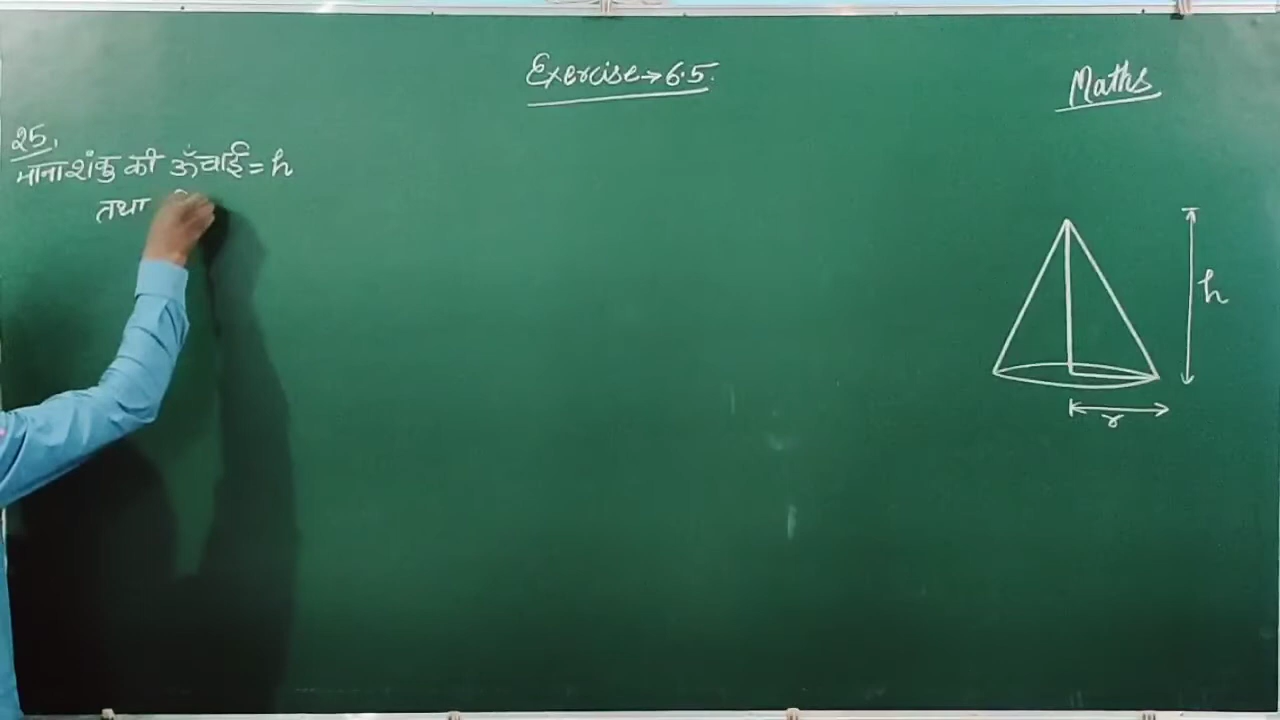 Exercise→6.5.
Maths
25.
माना शंकु की ऊँचाई = h
तथा
h
r